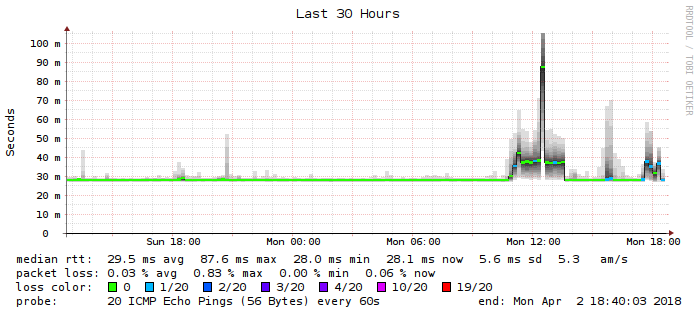 Last 30 Hours
RRDTOOL / TOBI OETIKER
Seconds
100 m
90 m
80 m
70 m
60 m
50 m
40 m
30 m
20 m
10 m
0
Sun 18:00 Mon 00:00 Mon 06:00 Mon 12:00 Mon 18:00
median rtt: 29.5 ms avg 87.6 ms max 28.0 ms min 28.1 ms now 5.6 ms sd 5.3 am/s
packet loss: 0.03 % avg 0.83 % max 0.00 % min 0.06 % now
loss color: 0 1/20 2/20 3/20 4/20 10/20 19/20
probe: 20 ICMP Echo Pings (56 Bytes) every 60s end: Mon Apr 2 18:40:03 2018